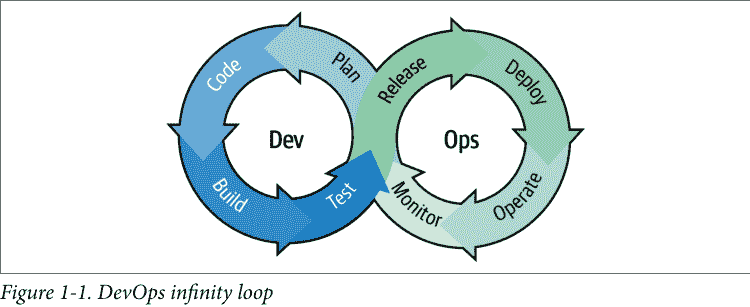 Plan
Code
Build
Test
Dev
Release
Deploy
Operate
Monitor
Ops
Figure 1-1. DevOps infinity loop